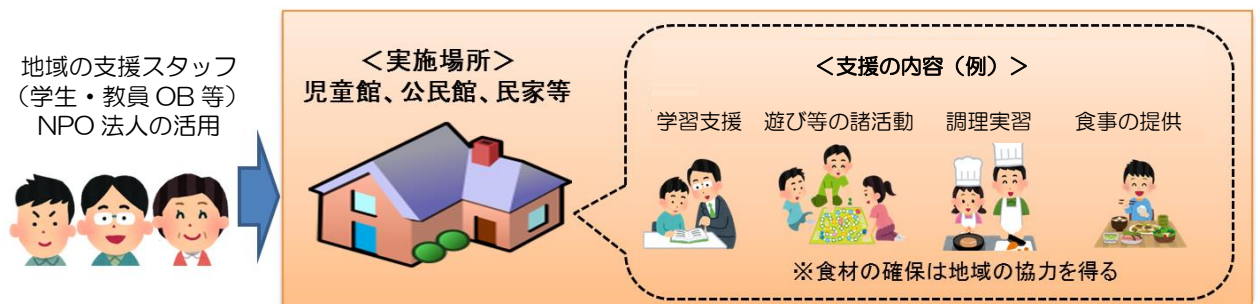 地域の支援スタッフ
（学生・教員 OB 等）
NPO 法人の活用
＜実施場所＞
児童館、公民館、民家等
＜支援の内容（例）＞
学習支援
遊び等の諸活動
調理実習
食事の提供
※食材の確保は地域の協力を得る